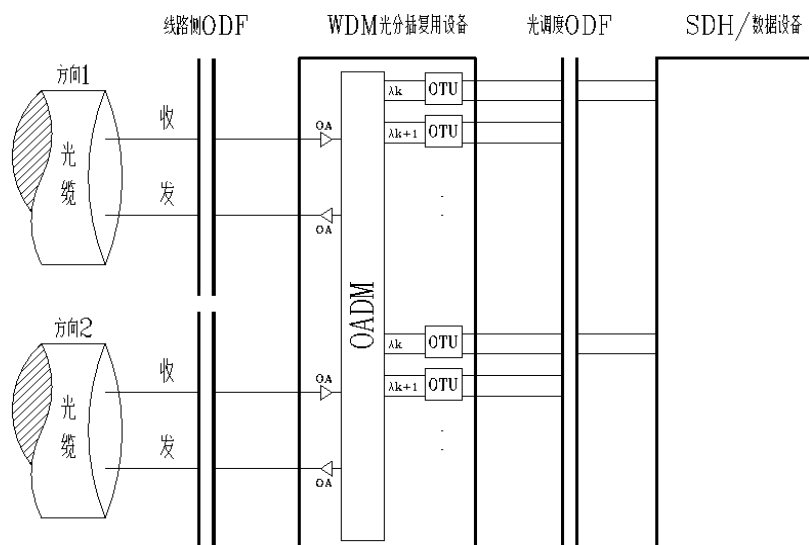 线路侧ODF WDM光分插复用设备 光调度ODF SDH/数据设备
方向1
光缆
收
发
OA
OA
λk OTU
λk+1 OTU
OADM
方向2
光缆
收
发
OA
OA
λk OTU
λk+1 OTU